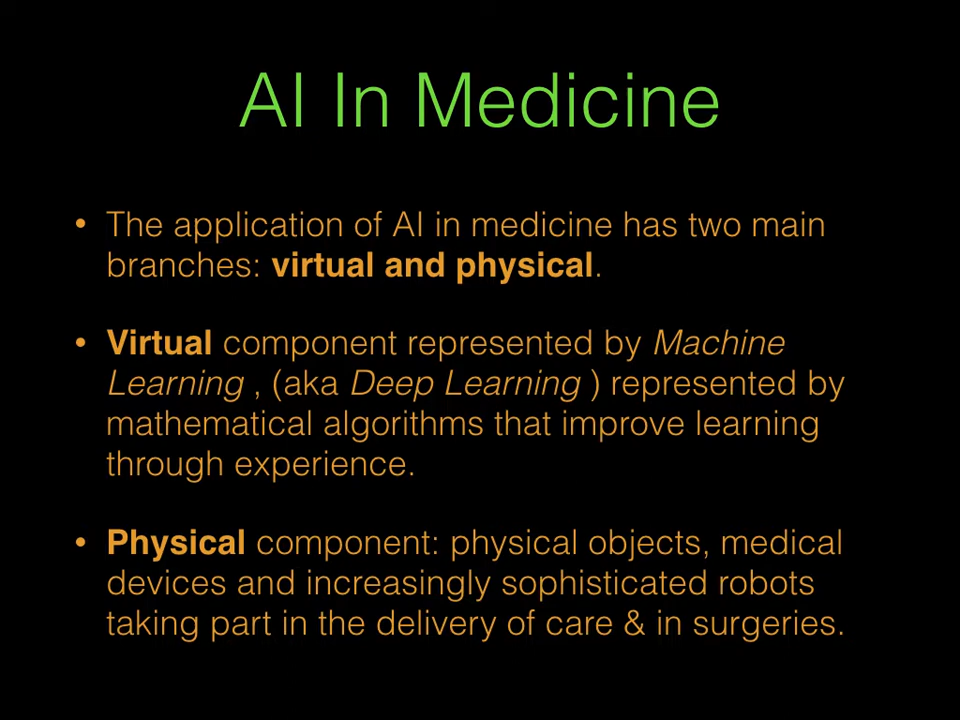 AI In Medicine
• The application of AI in medicine has two main
branches: virtual and physical.
• Virtual component represented by Machine
Learning , (aka Deep Learning ) represented by
mathematical algorithms that improve learning
through experience.
• Physical component: physical objects, medical
devices and increasingly sophisticated robots
taking part in the delivery of care & in surgeries.